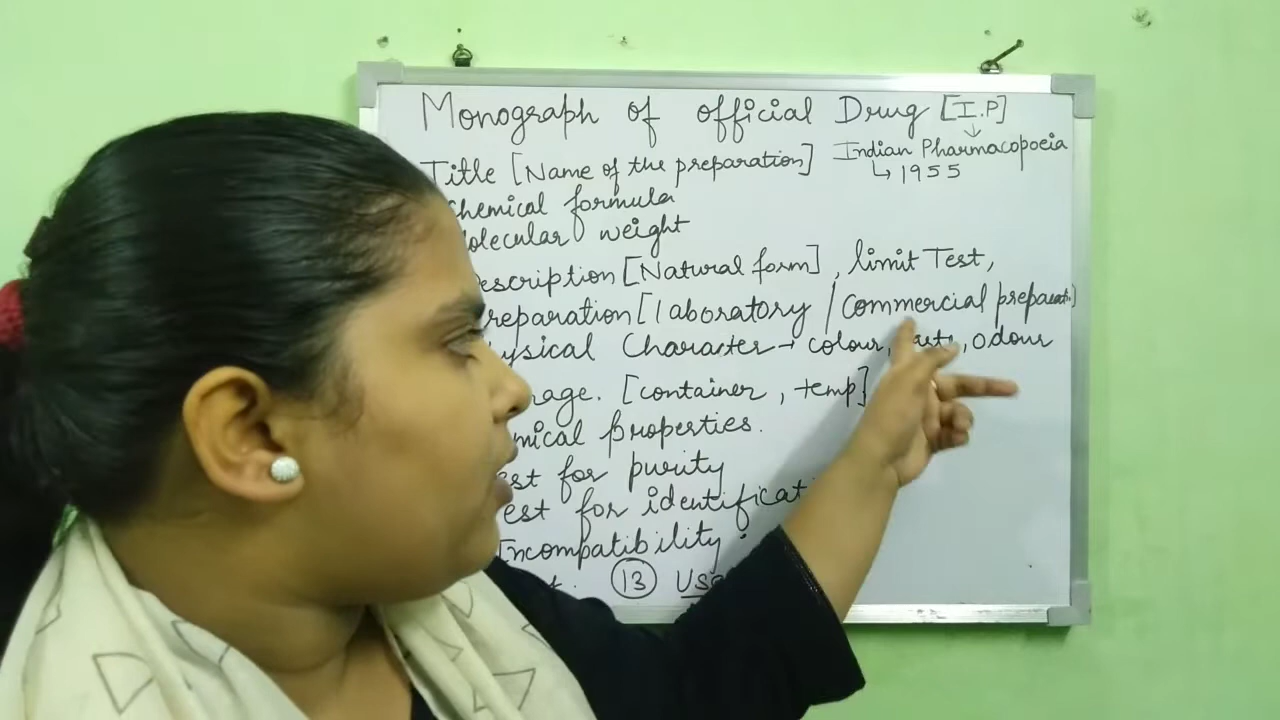 Monograph of official Drug [I.P]
Indian Pharmacopoeia
↳ 1955
Title [Name of the preparation]
chemical formula
olecular weight
escription [Natural form], limit Test,
reparation [laboratory / Commercial preparat.]
ysical Character → colour, , odour
rage. [container, temp]
mical properties.
est for purity
est for identificat
Incompatibility.
13 Us